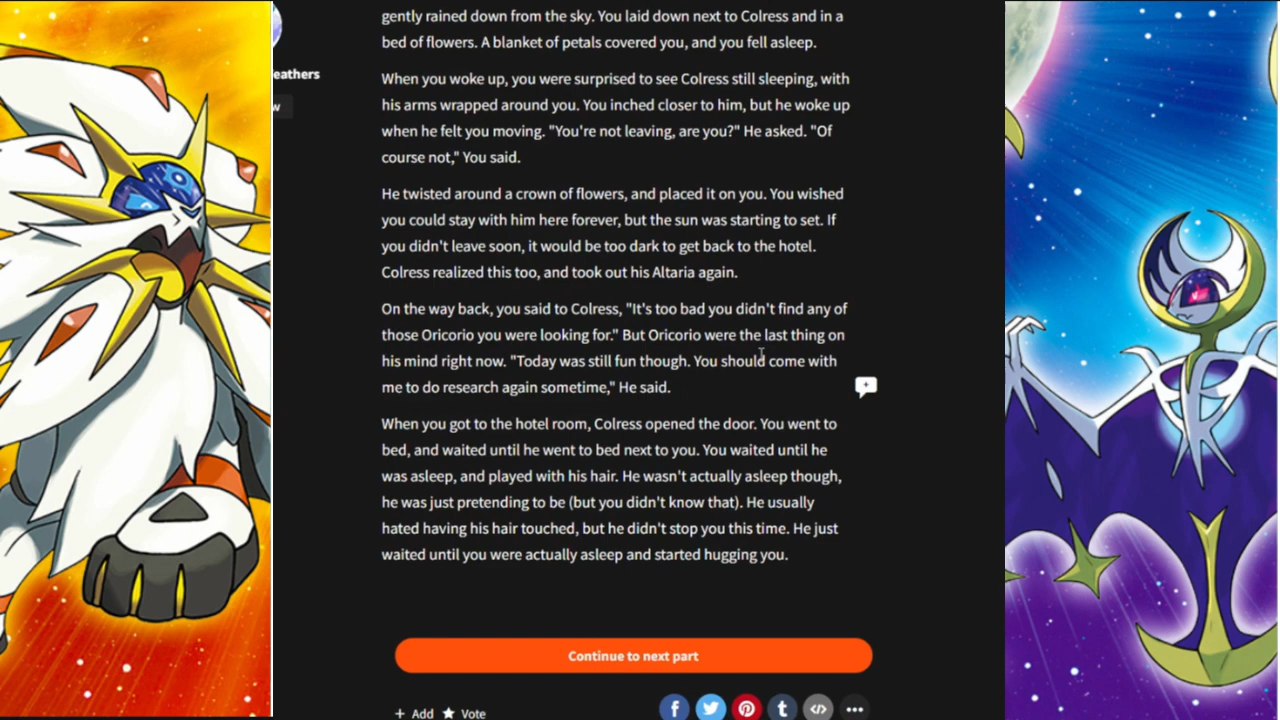 gently rained down from the sky. You laid down next to Colress and in a
bed of flowers. A blanket of petals covered you, and you fell asleep.
eathers
When you woke up, you were surprised to see Colress still sleeping, with
his arms wrapped around you. You inched closer to him, but he woke up
w
when he felt you moving. "You're not leaving, are you?" He asked. "Of
course not," You said.
He twisted around a crown of flowers, and placed it on you. You wished
you could stay with him here forever, but the sun was starting to set. If
you didn't leave soon, it would be too dark to get back to the hotel.
Colress realized this too, and took out his Altaria again.
On the way back, you said to Colress, "It's too bad you didn't find any of
those Oricorio you were looking for." But Oricorio were the last thing on
his mind right now. "Today was still fun though. You should come with
me to do research again sometime," He said.
When you got to the hotel room, Colress opened the door. You went to
bed, and waited until he went to bed next to you. You waited until he
was asleep, and played with his hair. He wasn't actually asleep though,
he was just pretending to be (but you didn't know that). He usually
hated having his hair touched, but he didn't stop you this time. He just
waited until you were actually asleep and started hugging you.
Continue to next part
+ Add ★ Vote